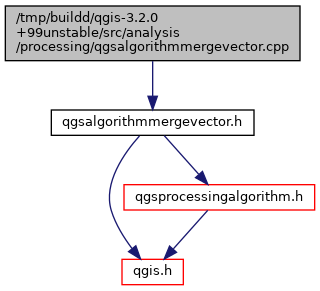 /tmp/buildd/qgis-3.2.0
+99unstable/src/analysis
/processing/qgsalgorithmmergevector.cpp
qgsalgorithmmergevector.h
qgsprocessingalgorithm.h
qgis.h